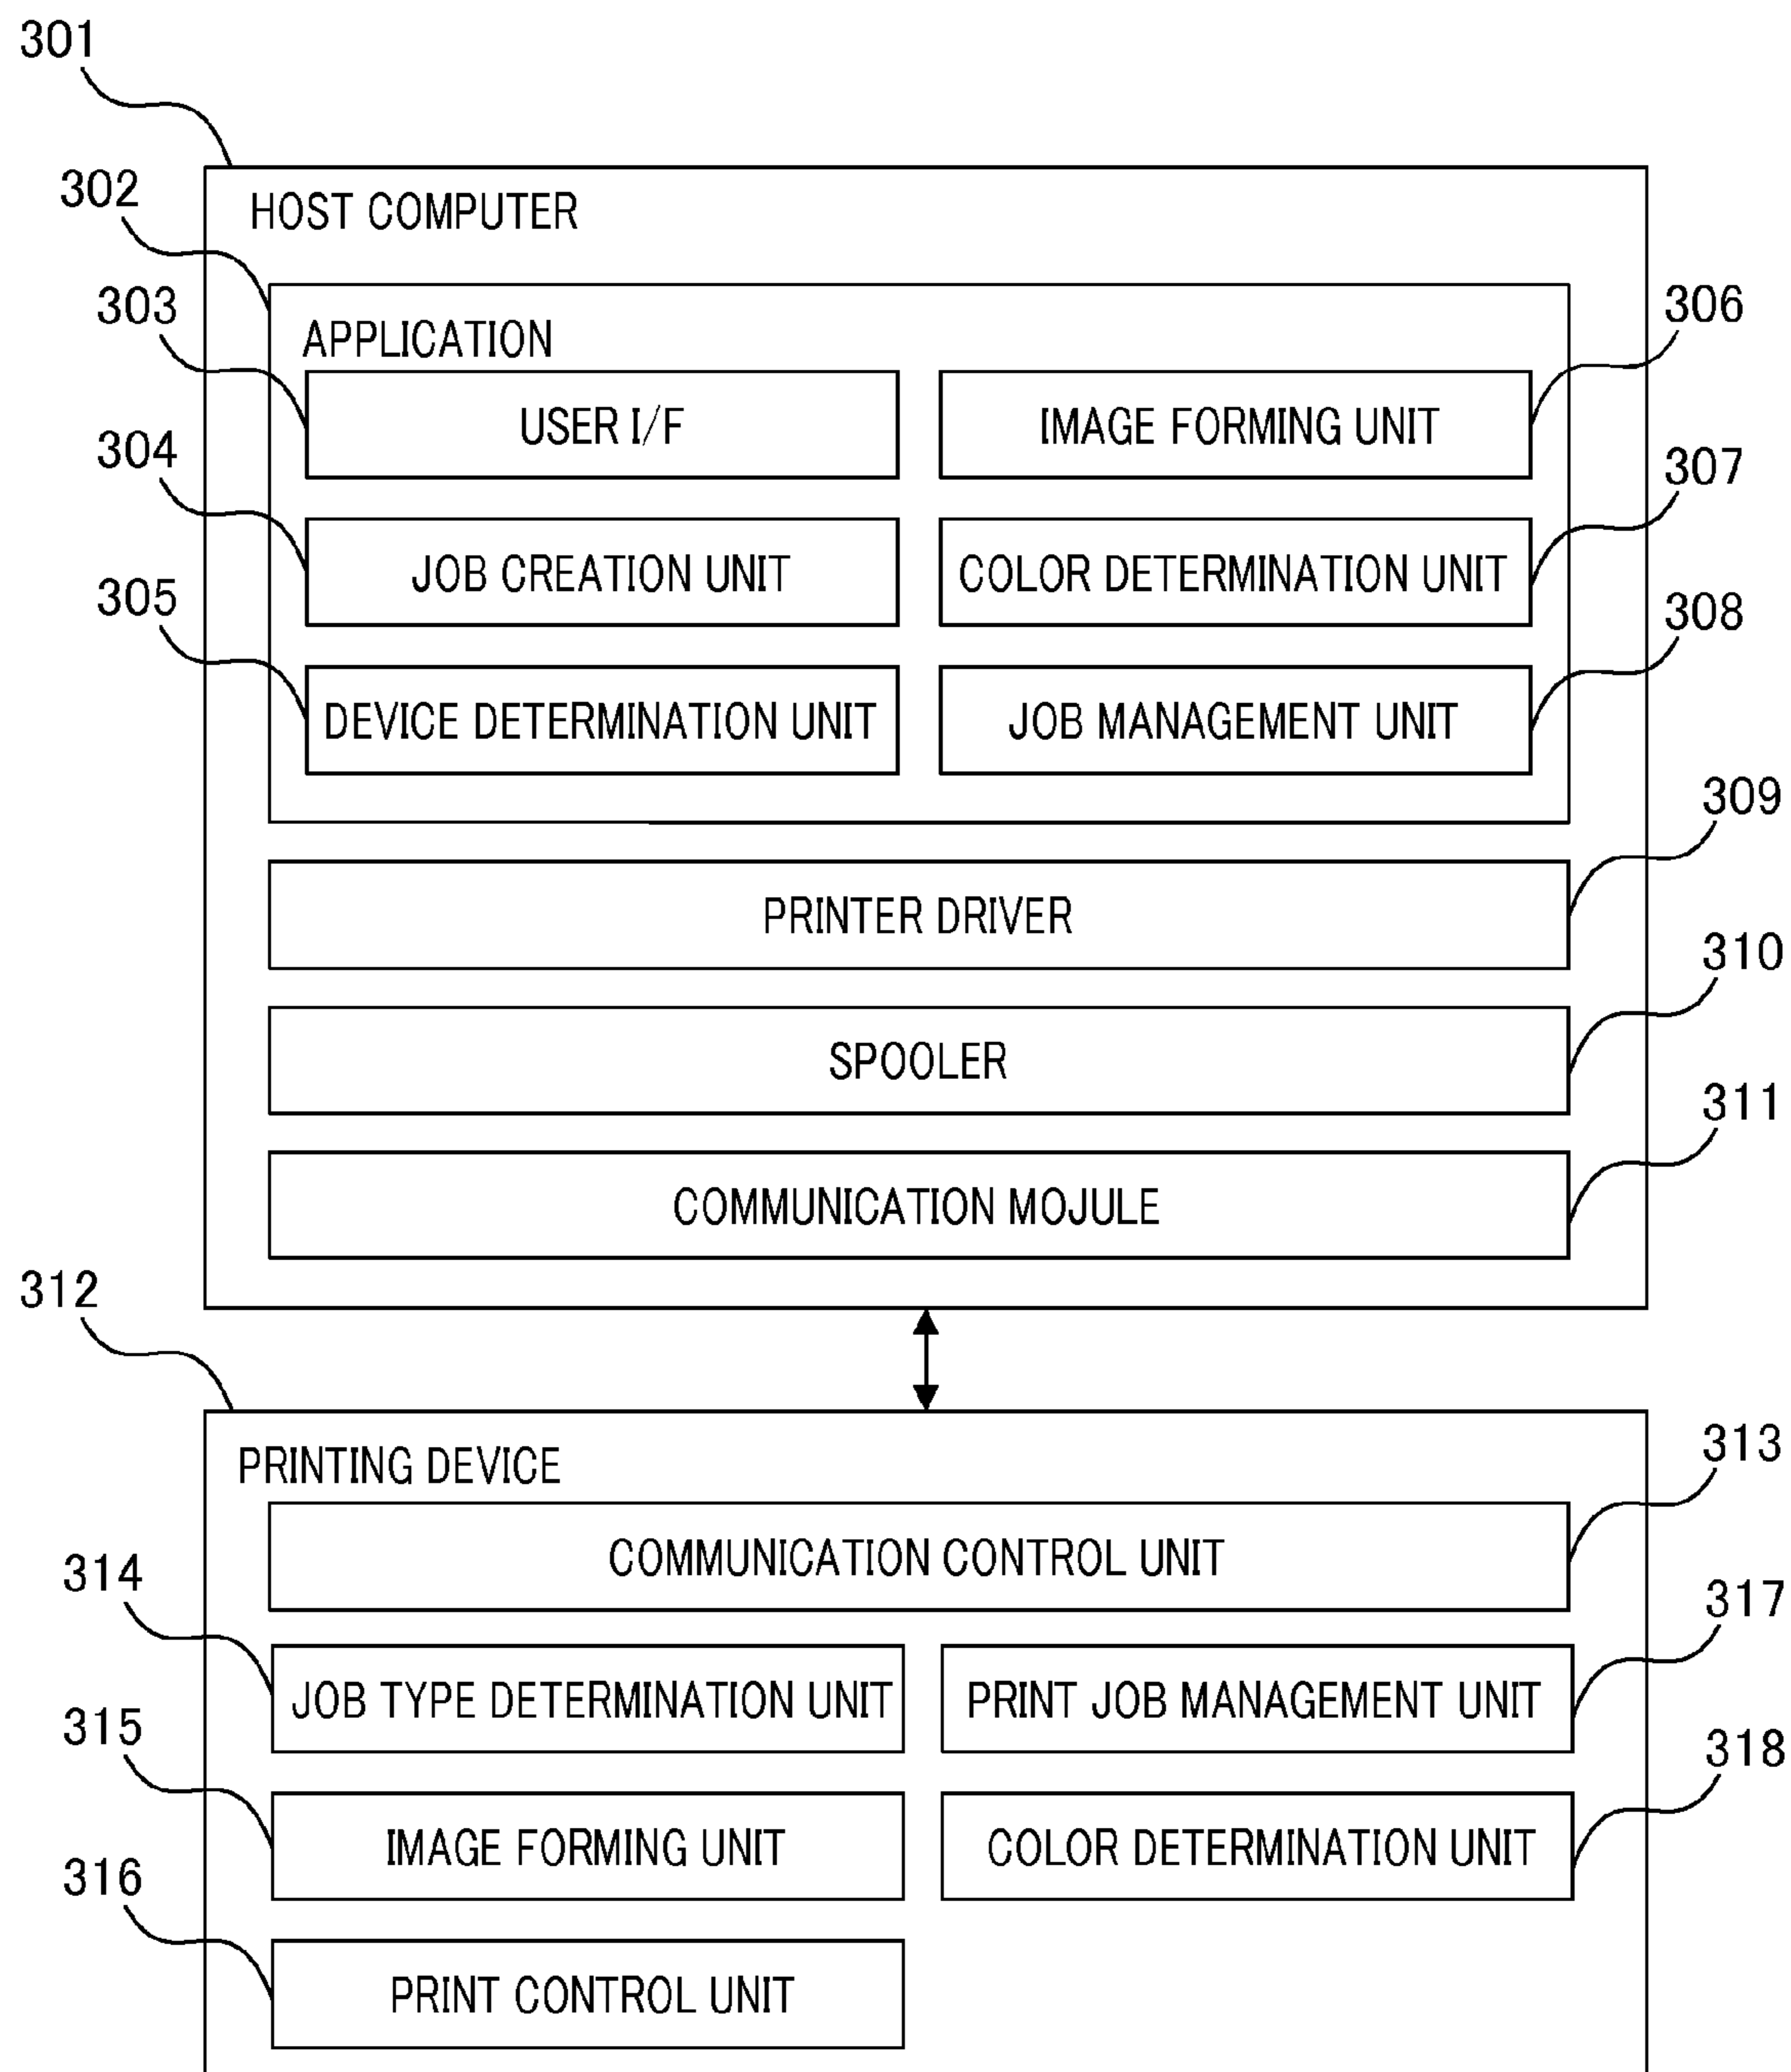 301
HOST COMPUTER
302
APPLICATION
303
USER I/F
IMAGE FORMING UNIT
306
304
JOB CREATION UNIT
COLOR DETERMINATION UNIT
307
305
DEVICE DETERMINATION UNIT
JOB MANAGEMENT UNIT
308
PRINTER DRIVER
309
SPOOLER
310
COMMUNICATION MOJULE
311
312
PRINTING DEVICE
COMMUNICATION CONTROL UNIT
313
314
JOB TYPE DETERMINATION UNIT
PRINT JOB MANAGEMENT UNIT
317
315
IMAGE FORMING UNIT
COLOR DETERMINATION UNIT
318
316
PRINT CONTROL UNIT